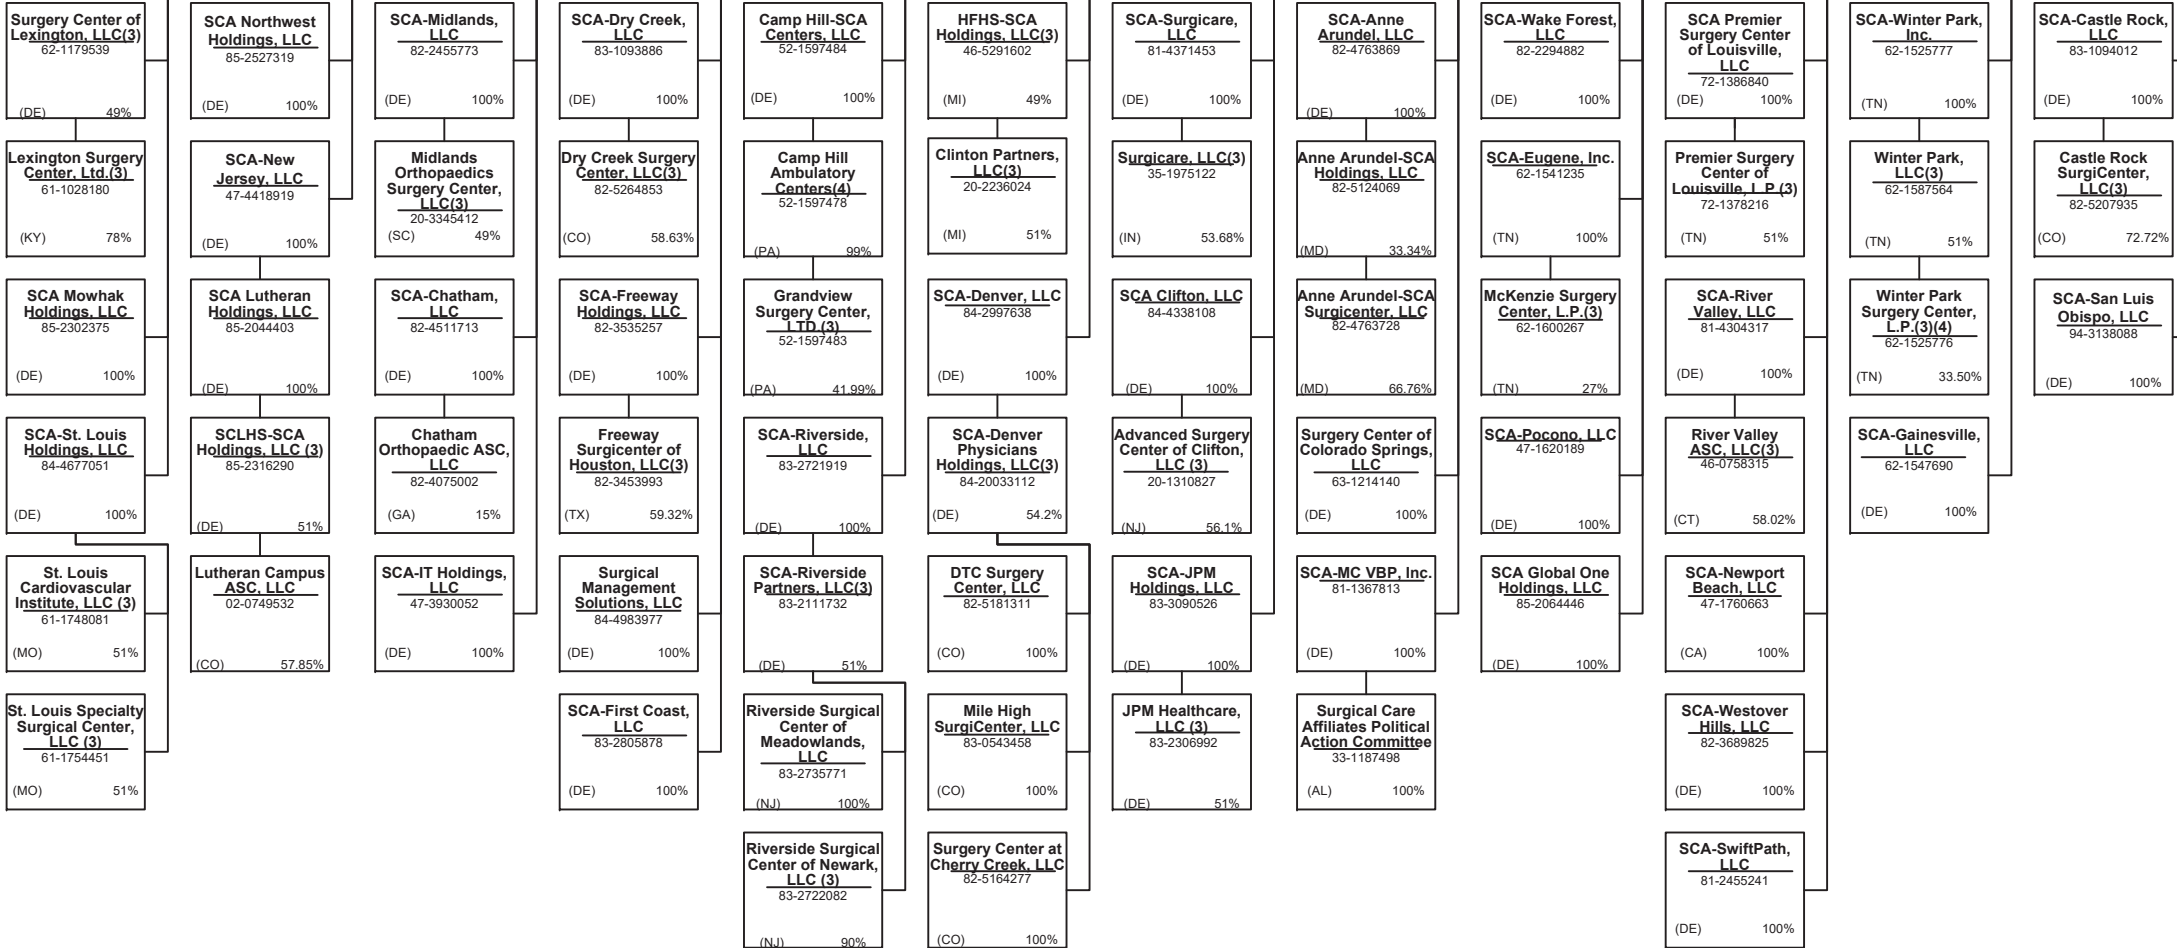 Surgery Center of
Lexington, LLC(3)
62-1179539
(DE) 49%
Lexington Surgery
Center, Ltd.(3)
61-1028180
(KY) 78%
SCA Mowhak
Holdings, LLC
85-2302375
(DE) 100%
SCA-St. Louis
Holdings, LLC
84-4677051
(DE) 100%
St. Louis
Cardiovascular
Institute, LLC (3)
61-1748081
(MO) 51%
St. Louis Specialty
Surgical Center,
LLC (3)
61-1754451
(MO) 51%
SCA Northwest
Holdings, LLC
85-2527319
(DE) 100%
SCA-New
Jersey, LLC
47-4418919
(DE) 100%
SCA Lutheran
Holdings, LLC
85-2044403
(DE) 100%
SCLHS-SCA
Holdings, LLC (3)
85-2316290
(DE) 51%
Lutheran Campus
ASC, LLC
02-0749532
(CO) 57.85%
SCA-Midlands,
LLC
82-2455773
(DE) 100%
Midlands
Orthopaedics
Surgery Center,
LLC(3)
20-3345412
(SC) 49%
SCA-Chatham,
LLC
82-4511713
(DE) 100%
Chatham
Orthopaedic ASC,
LLC
82-4075002
(GA) 15%
SCA-IT Holdings,
LLC
47-3930052
(DE) 100%
SCA-Dry Creek,
LLC
83-1093886
(DE) 100%
Dry Creek Surgery
Center, LLC(3)
82-5264853
(CO) 58.63%
SCA-Freeway
Holdings, LLC
82-3535257
(DE) 100%
Freeway
Surgicenter of
Houston, LLC(3)
82-3453993
(TX) 59.32%
Surgical
Management
Solutions, LLC
84-4983977
(DE) 100%
SCA-First Coast,
LLC
83-2805878
(DE) 100%
Camp Hill-SCA
Centers, LLC
52-1597484
(DE) 100%
Camp Hill
Ambulatory
Centers(4)
52-1597478
(PA) 99%
Grandview
Surgery Center,
LTD.(3)
52-1597483
(PA) 41.99%
SCA-Riverside,
LLC
83-2721919
(DE) 100%
SCA-Riverside
Partners, LLC(3)
83-2111732
(DE) 51%
Riverside Surgical
Center of
Meadowlands,
LLC
83-2735771
(NJ) 100%
Riverside Surgical
Center of Newark,
LLC (3)
83-2722082
(NJ) 90%
HFHS-SCA
Holdings, LLC(3)
46-5291602
(MI) 49%
Clinton Partners,
LLC(3)
20-2236024
(MI) 51%
SCA-Denver, LLC
84-2997638
(DE) 100%
SCA-Denver
Physicians
Holdings, LLC(3)
84-20033112
(DE) 54.2%
DTC Surgery
Center, LLC
82-5181311
(CO) 100%
Mile High
SurgiCenter, LLC
83-0543458
(CO) 100%
Surgery Center at
Cherry Creek, LLC
82-5164277
(CO) 100%
SCA-Surgicare,
LLC
81-4371453
(DE) 100%
Surgicare, LLC(3)
35-1975122
(IN) 53.68%
SCA Clifton, LLC
84-4338108
(DE) 100%
Advanced Surgery
Center of Clifton,
LLC (3)
20-1310827
(NJ) 56.1%
SCA-JPM
Holdings, LLC
83-3090526
(DE) 100%
JPM Healthcare,
LLC (3)
83-2306992
(DE) 51%
SCA-Anne
Arundel, LLC
82-4763869
(DE) 100%
Anne Arundel-SCA
Holdings, LLC
82-5124069
(MD) 33.34%
Anne Arundel-SCA
Surgicenter, LLC
82-4763728
(MD) 66.76%
Surgery Center of
Colorado Springs,
LLC
63-1214140
(DE) 100%
SCA-MC VBP, Inc.
81-1367813
(DE) 100%
Surgical Care
Affiliates Political
Action Committee
33-1187498
(AL) 100%
SCA-Wake Forest,
LLC
82-2294882
(DE) 100%
SCA-Eugene, Inc.
62-1541235
(TN) 100%
McKenzie Surgery
Center, L.P.(3)
62-1600267
(TN) 27%
SCA-Pocono, LLC
47-1620189
(DE) 100%
SCA Global One
Holdings, LLC
85-2064446
(DE) 100%
SCA Premier
Surgery Center
of Louisville,
LLC
72-1386840
(DE) 100%
Premier Surgery
Center of
Louisville, L.P.(3)
72-1378216
(TN) 51%
SCA-River
Valley, LLC
81-4304317
(DE) 100%
River Valley
ASC, LLC(3)
46-0758315
(CT) 58.02%
SCA-Newport
Beach, LLC
47-1760663
(CA) 100%
SCA-Westover
Hills, LLC
82-3689825
(DE) 100%
SCA-SwiftPath,
LLC
81-2455241
(DE) 100%
SCA-Winter Park,
Inc.
62-1525777
(TN) 100%
Winter Park,
LLC(3)
62-1587564
(TN) 51%
Winter Park
Surgery Center,
L.P.(3)(4)
62-1525776
(TN) 33.50%
SCA-Gainesville,
LLC
62-1547690
(DE) 100%
SCA-Castle Rock,
LLC
83-1094012
(DE) 100%
Castle Rock
SurgiCenter,
LLC(3)
82-5207935
(CO) 72.72%
SCA-San Luis
Obispo, LLC
94-3138088
(DE) 100%